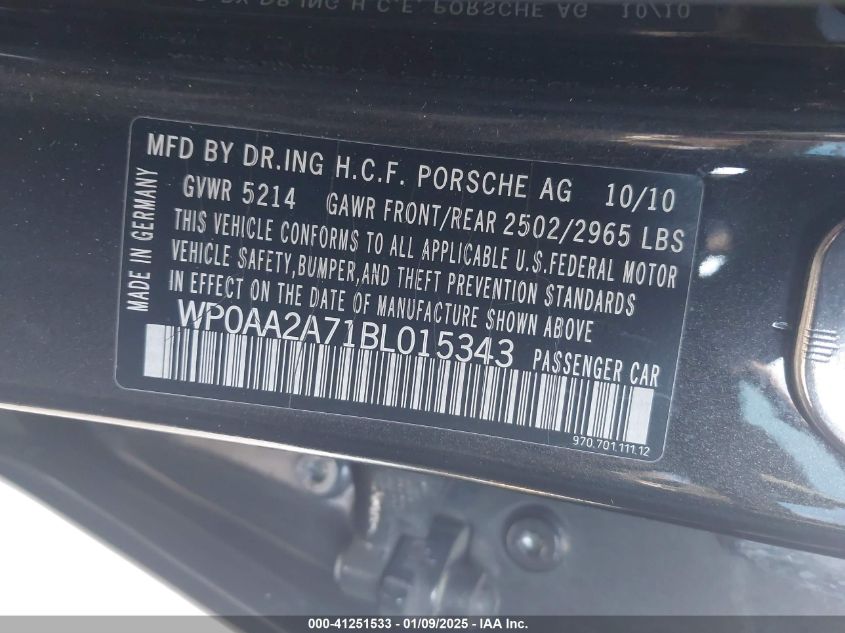 MFD BY DR.ING H.C.F. PORSCHE AG 10/10
GVWR 5214 GAWR FRONT/REAR 2502/2965 LBS
THIS VEHICLE CONFORMS TO ALL APPLICABLE U.S.FEDERAL MOTOR
VEHICLE SAFETY,BUMPER,AND THEFT PREVENTION STANDARDS
IN EFFECT ON THE DATE OF MANUFACTURE SHOWN ABOVE
WP0AA2A71BL015343 PASSENGER CAR
970.701.111.12
MADE IN GERMANY
000-41251533 - 01/09/2025 - IAA Inc.